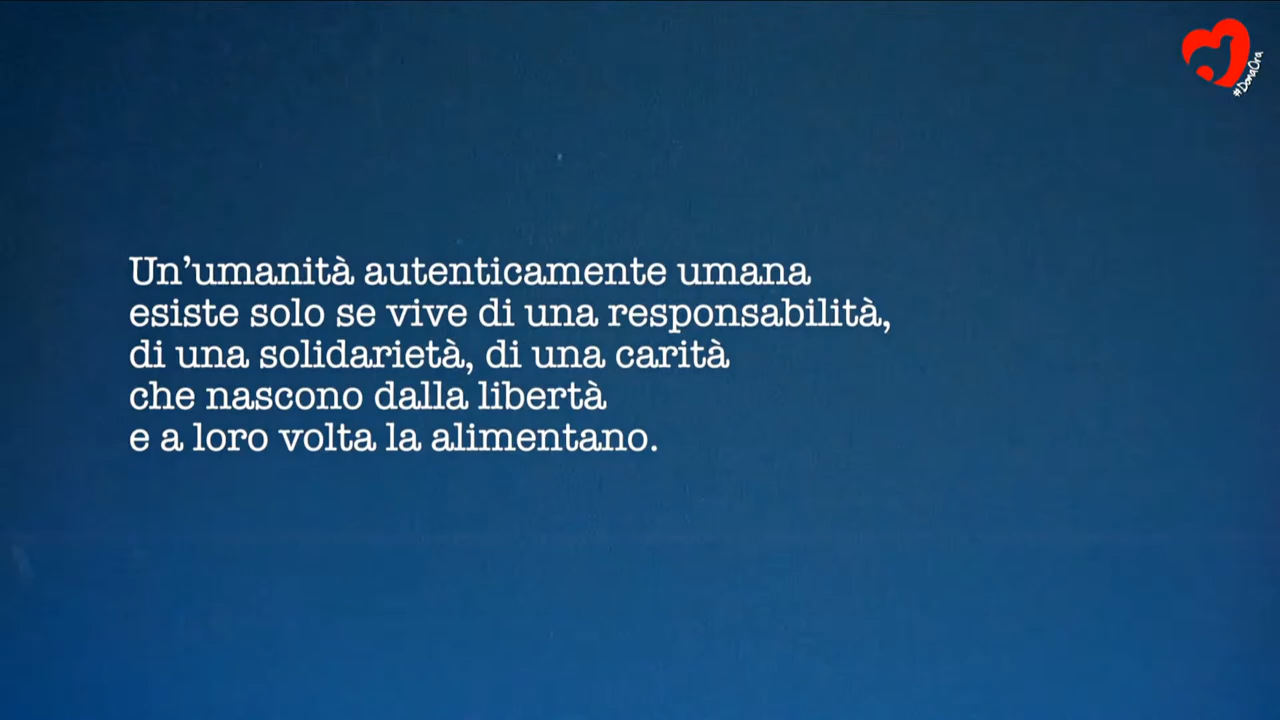 #DonaOra
Un’umanità autenticamente umana
esiste solo se vive di una responsabilità,
di una solidarietà, di una carità
che nascono dalla libertà
e a loro volta la alimentano.